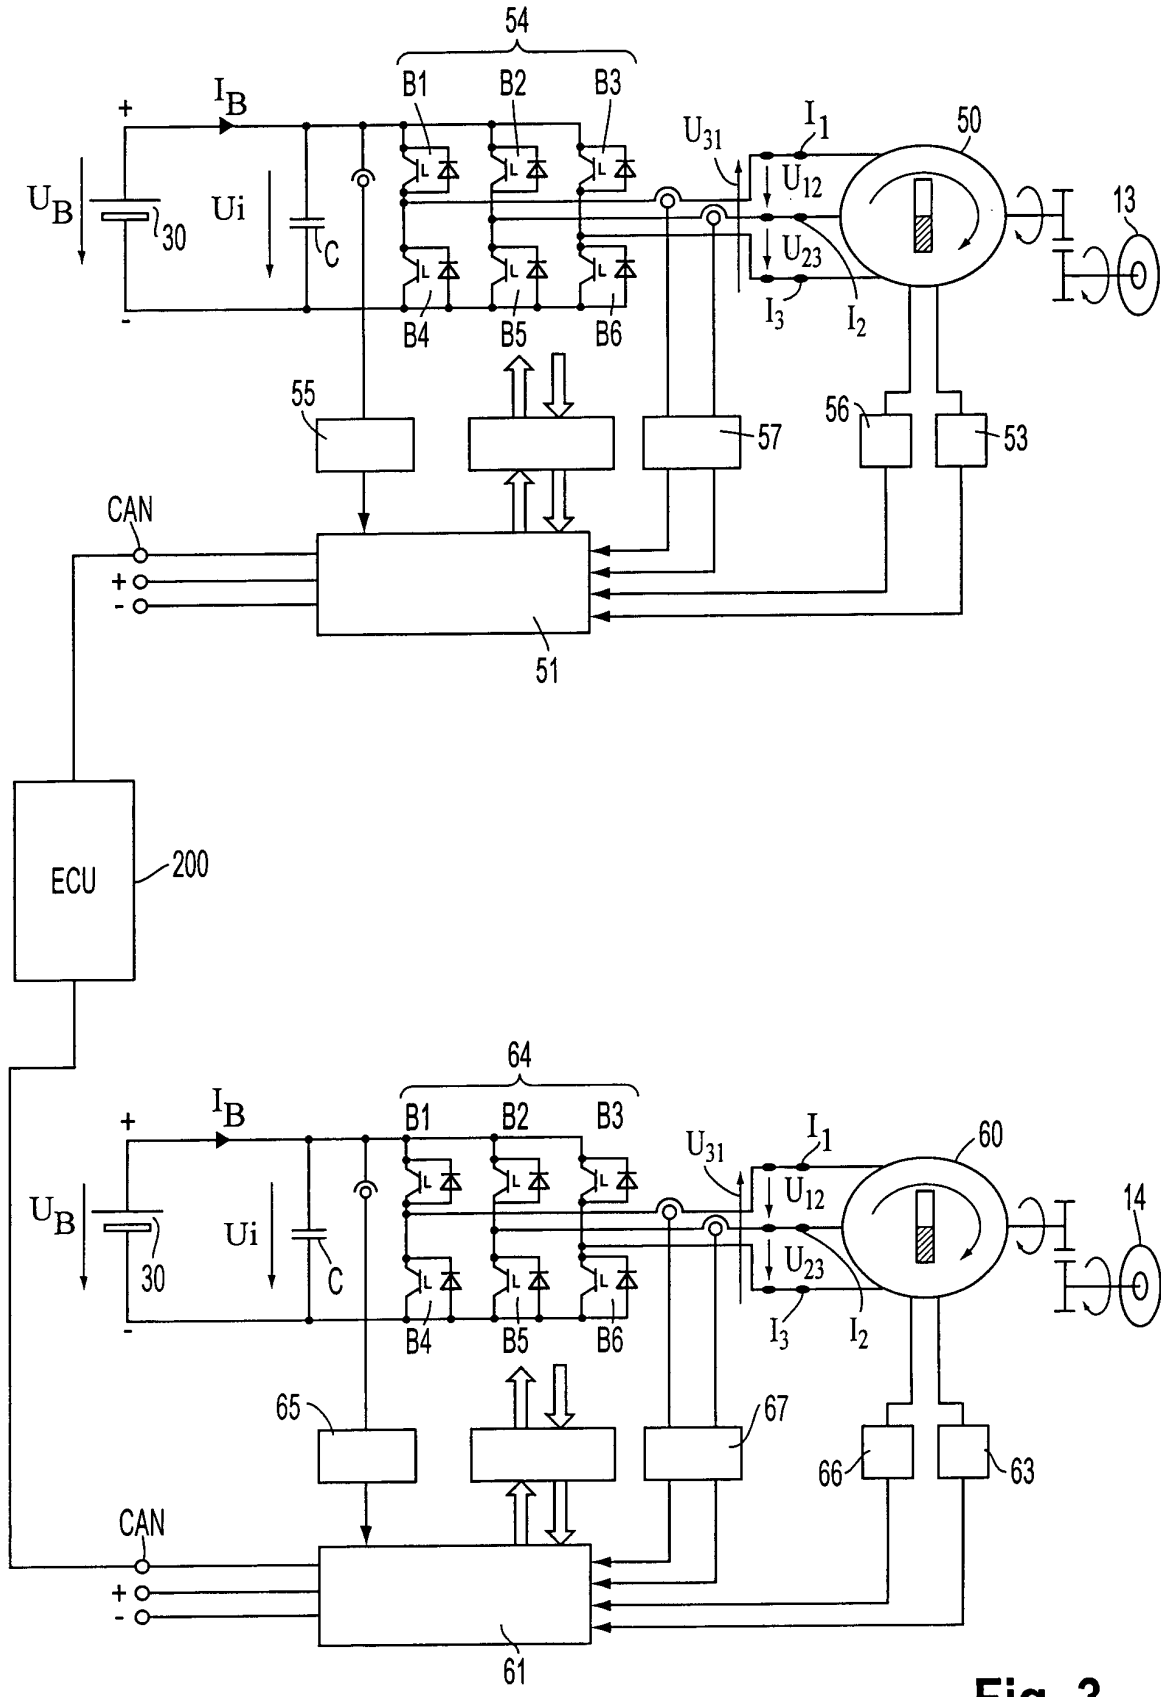 54
B1 B2 B3
+ I_B
U_B 30 Ui C
-
B4 B5 B6
U_31 I_1 50
U_12
U_23
I_3 I_2
13
55
57
56 53
CAN
+
-
51
ECU 200
64
B1 B2 B3
+ I_B
U_B 30 Ui C
-
B4 B5 B6
U_31 I_1 60
U_12
U_23
I_3 I_2
14
65
67
66 63
CAN
+
-
61
Fig. 3